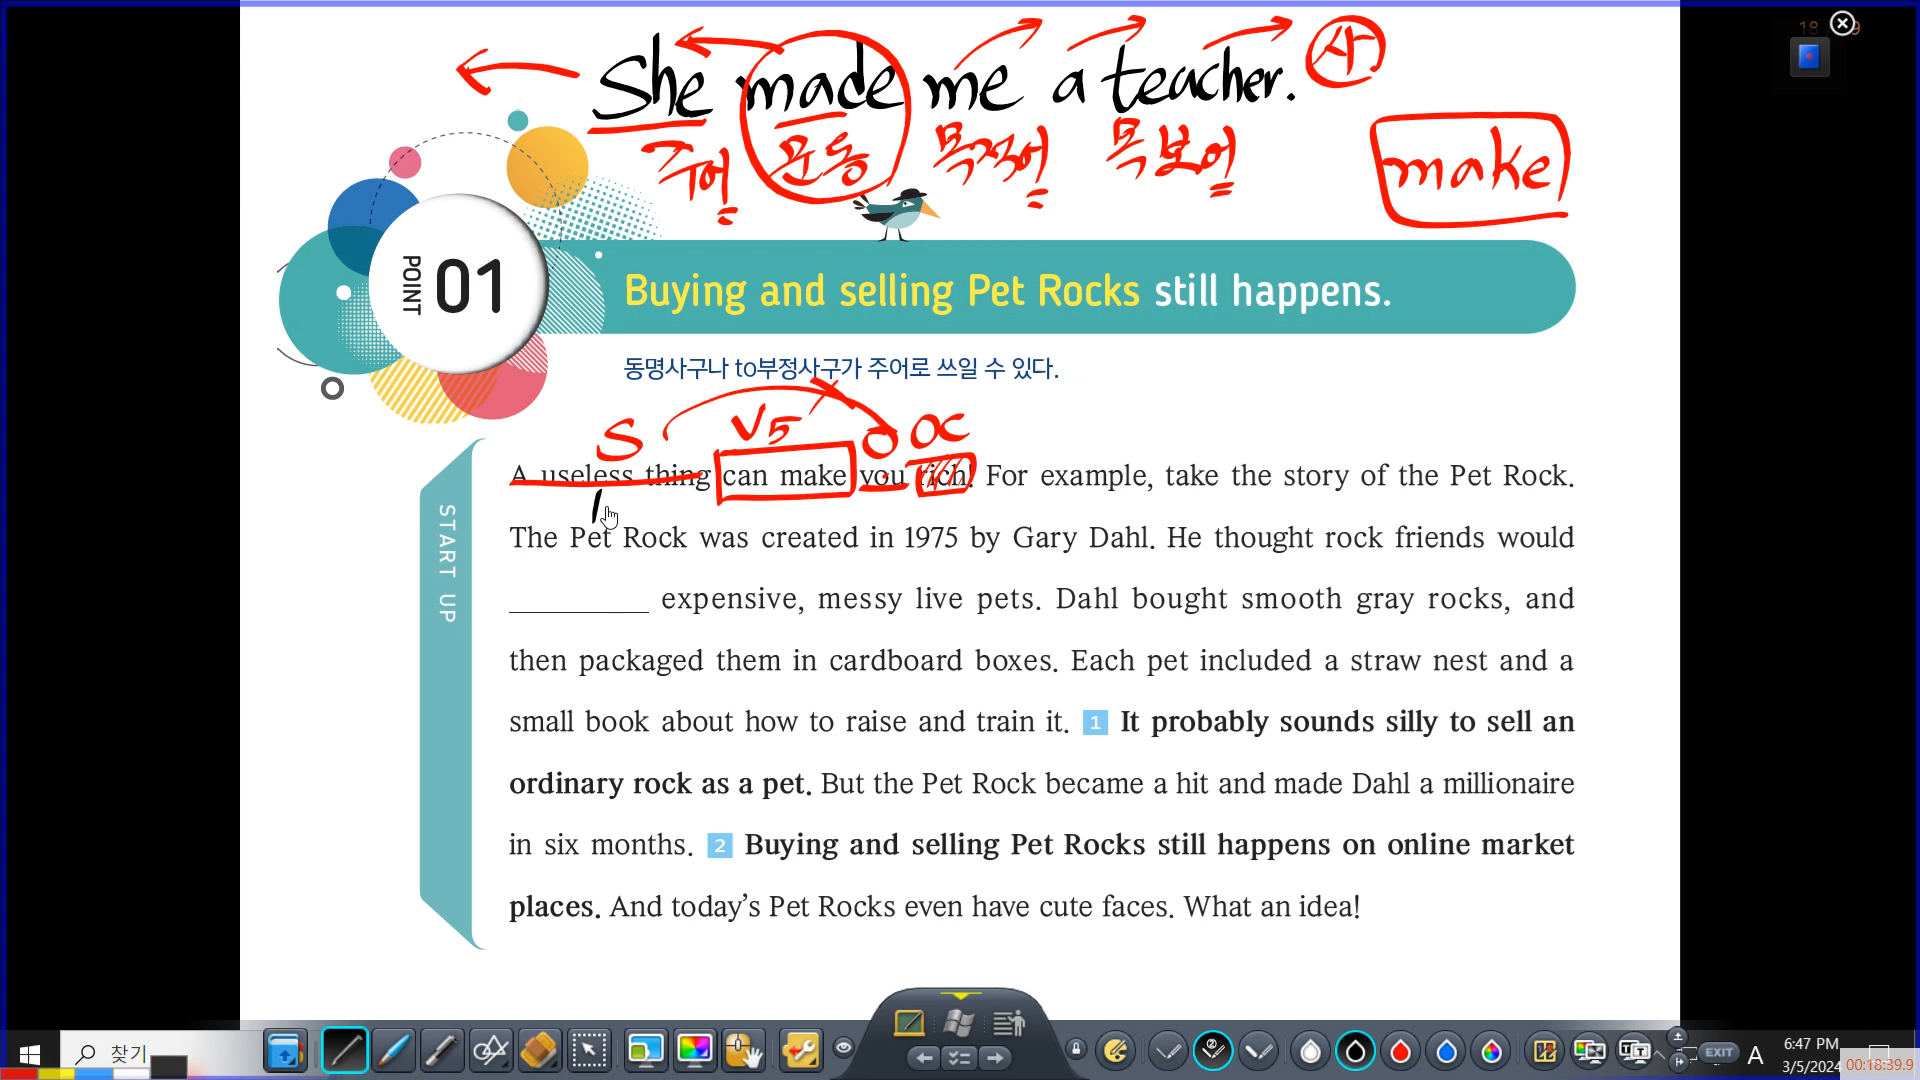 She made me a teacher. 사
주어 문동 목적어 목보어
make
POINT 01
Buying and selling Pet Rocks still happens.
동명사구나 to부정사구가 주어로 쓰일 수 있다.
S V5 O OC
START UP
A useless thing can make you rich! For example, take the story of the Pet Rock.
The Pet Rock was created in 1975 by Gary Dahl. He thought rock friends would
__________ expensive, messy live pets. Dahl bought smooth gray rocks, and
then packaged them in cardboard boxes. Each pet included a straw nest and a
small book about how to raise and train it. 1 It probably sounds silly to sell an
ordinary rock as a pet. But the Pet Rock became a hit and made Dahl a millionaire
in six months. 2 Buying and selling Pet Rocks still happens on online market
places. And today's Pet Rocks even have cute faces. What an idea!
찾기
EXIT
A
6:47 PM
3/5/2024
00:18:39.9